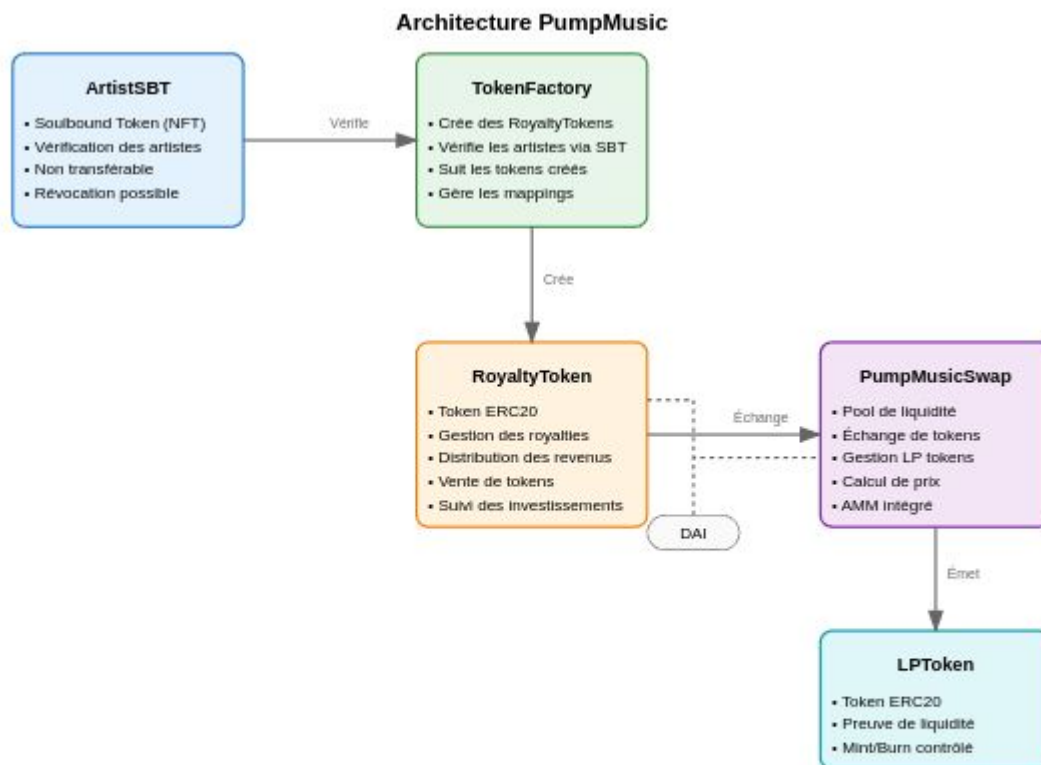 Architecture PumpMusic
ArtistSBT
▪ Soulbound Token (NFT)
▪ Vérification des artistes
▪ Non transférable
▪ Révocation possible
Vérifie
TokenFactory
▪ Crée des RoyaltyTokens
▪ Vérifie les artistes via SBT
▪ Suit les tokens créés
▪ Gère les mappings
Crée
RoyaltyToken
▪ Token ERC20
▪ Gestion des royalties
▪ Distribution des revenus
▪ Vente de tokens
▪ Suivi des investissements
Échange
DAI
PumpMusicSwap
▪ Pool de liquidité
▪ Échange de tokens
▪ Gestion LP tokens
▪ Calcul de prix
▪ AMM intégré
Émet
LPToken
▪ Token ERC20
▪ Preuve de liquidité
▪ Mint/Burn contrôlé